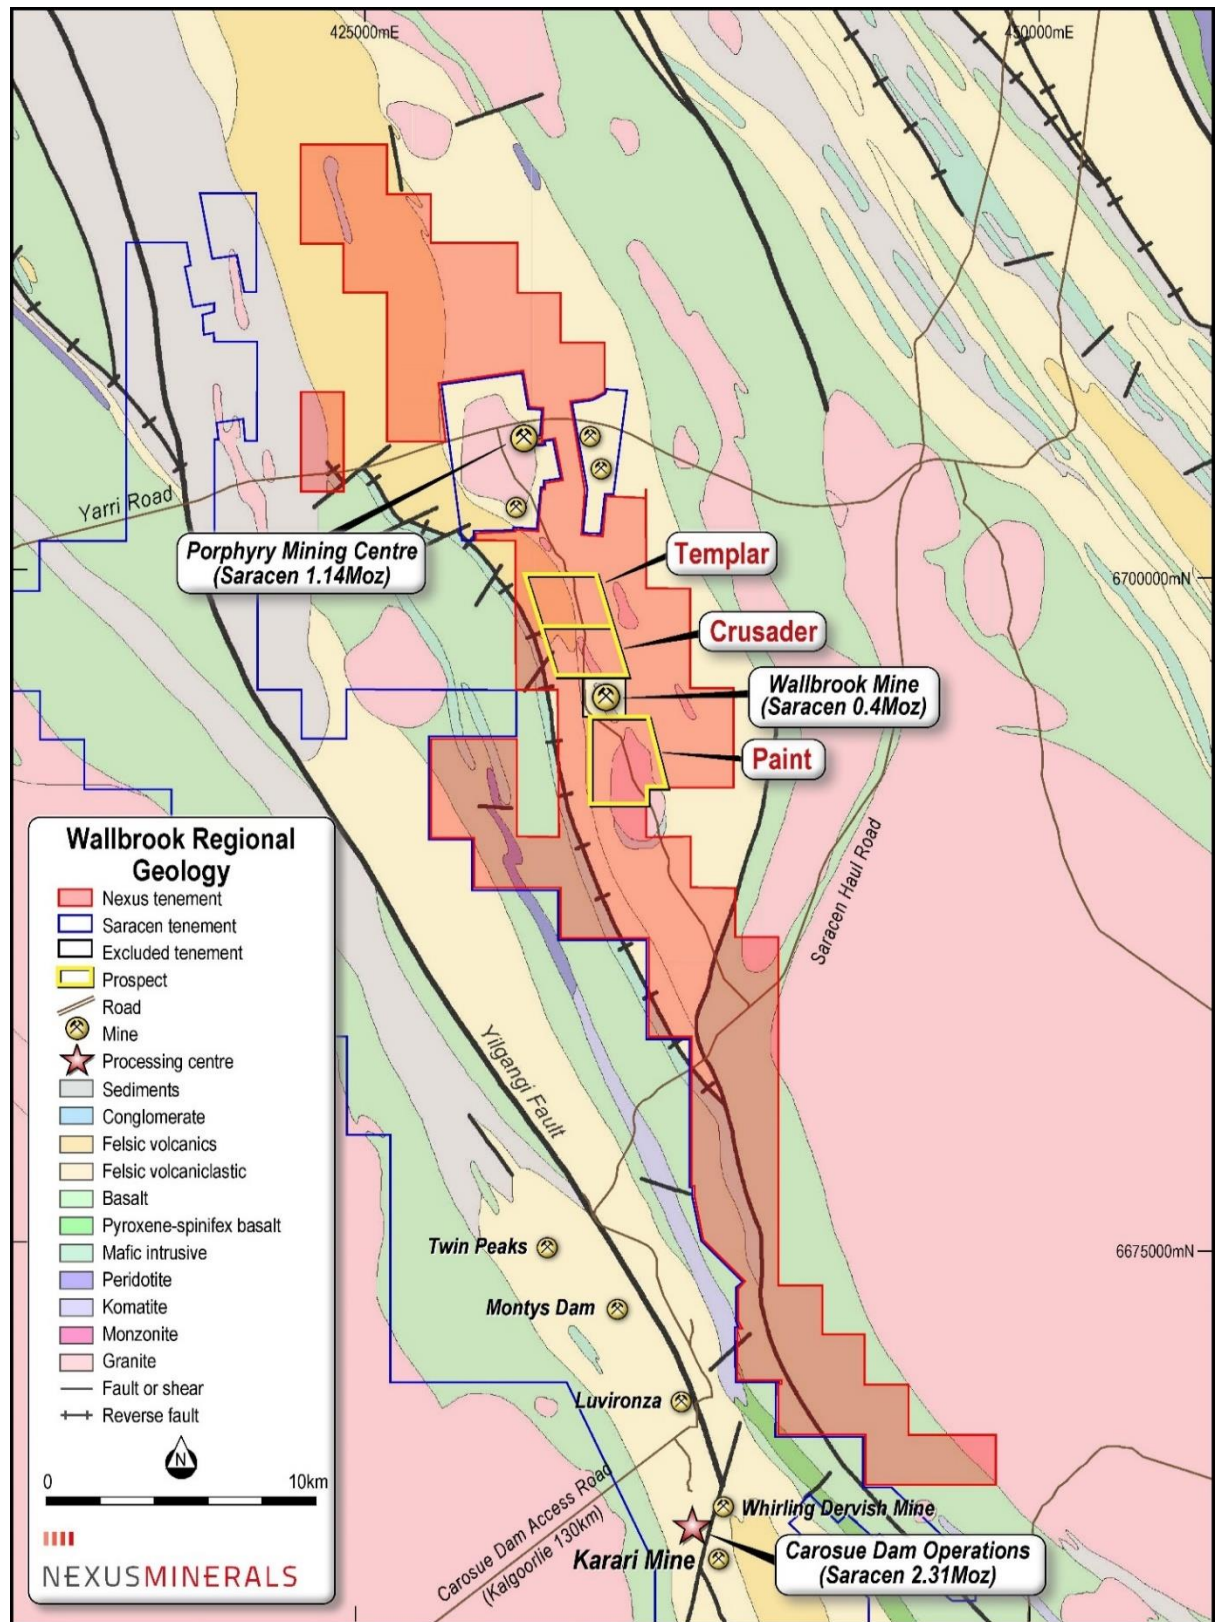 425000mE
450000mE
Yarri Road
Porphyry Mining Centre
(Saracen 1.14Moz)
Templar
6700000mN
Crusader
Wallbrook Mine
(Saracen 0.4Moz)
Paint
Saracen Haul Road
Yilgangi Fault
Wallbrook Regional
Geology
Nexus tenement
Saracen tenement
Excluded tenement
Prospect
Road
Mine
Processing centre
Sediments
Conglomerate
Felsic volcanics
Felsic volcaniclastic
Basalt
Pyroxene-spinifex basalt
Mafic intrusive
Peridotite
Komatite
Monzonite
Granite
Fault or shear
Reverse fault
N
0 10km
NEXUSMINERALS
Twin Peaks
6675000mN
Montys Dam
Luvironza
Carosue Dam Access Road
(Kalgoorlie 130km)
Whirling Dervish Mine
Karari Mine
Carosue Dam Operations
(Saracen 2.31Moz)